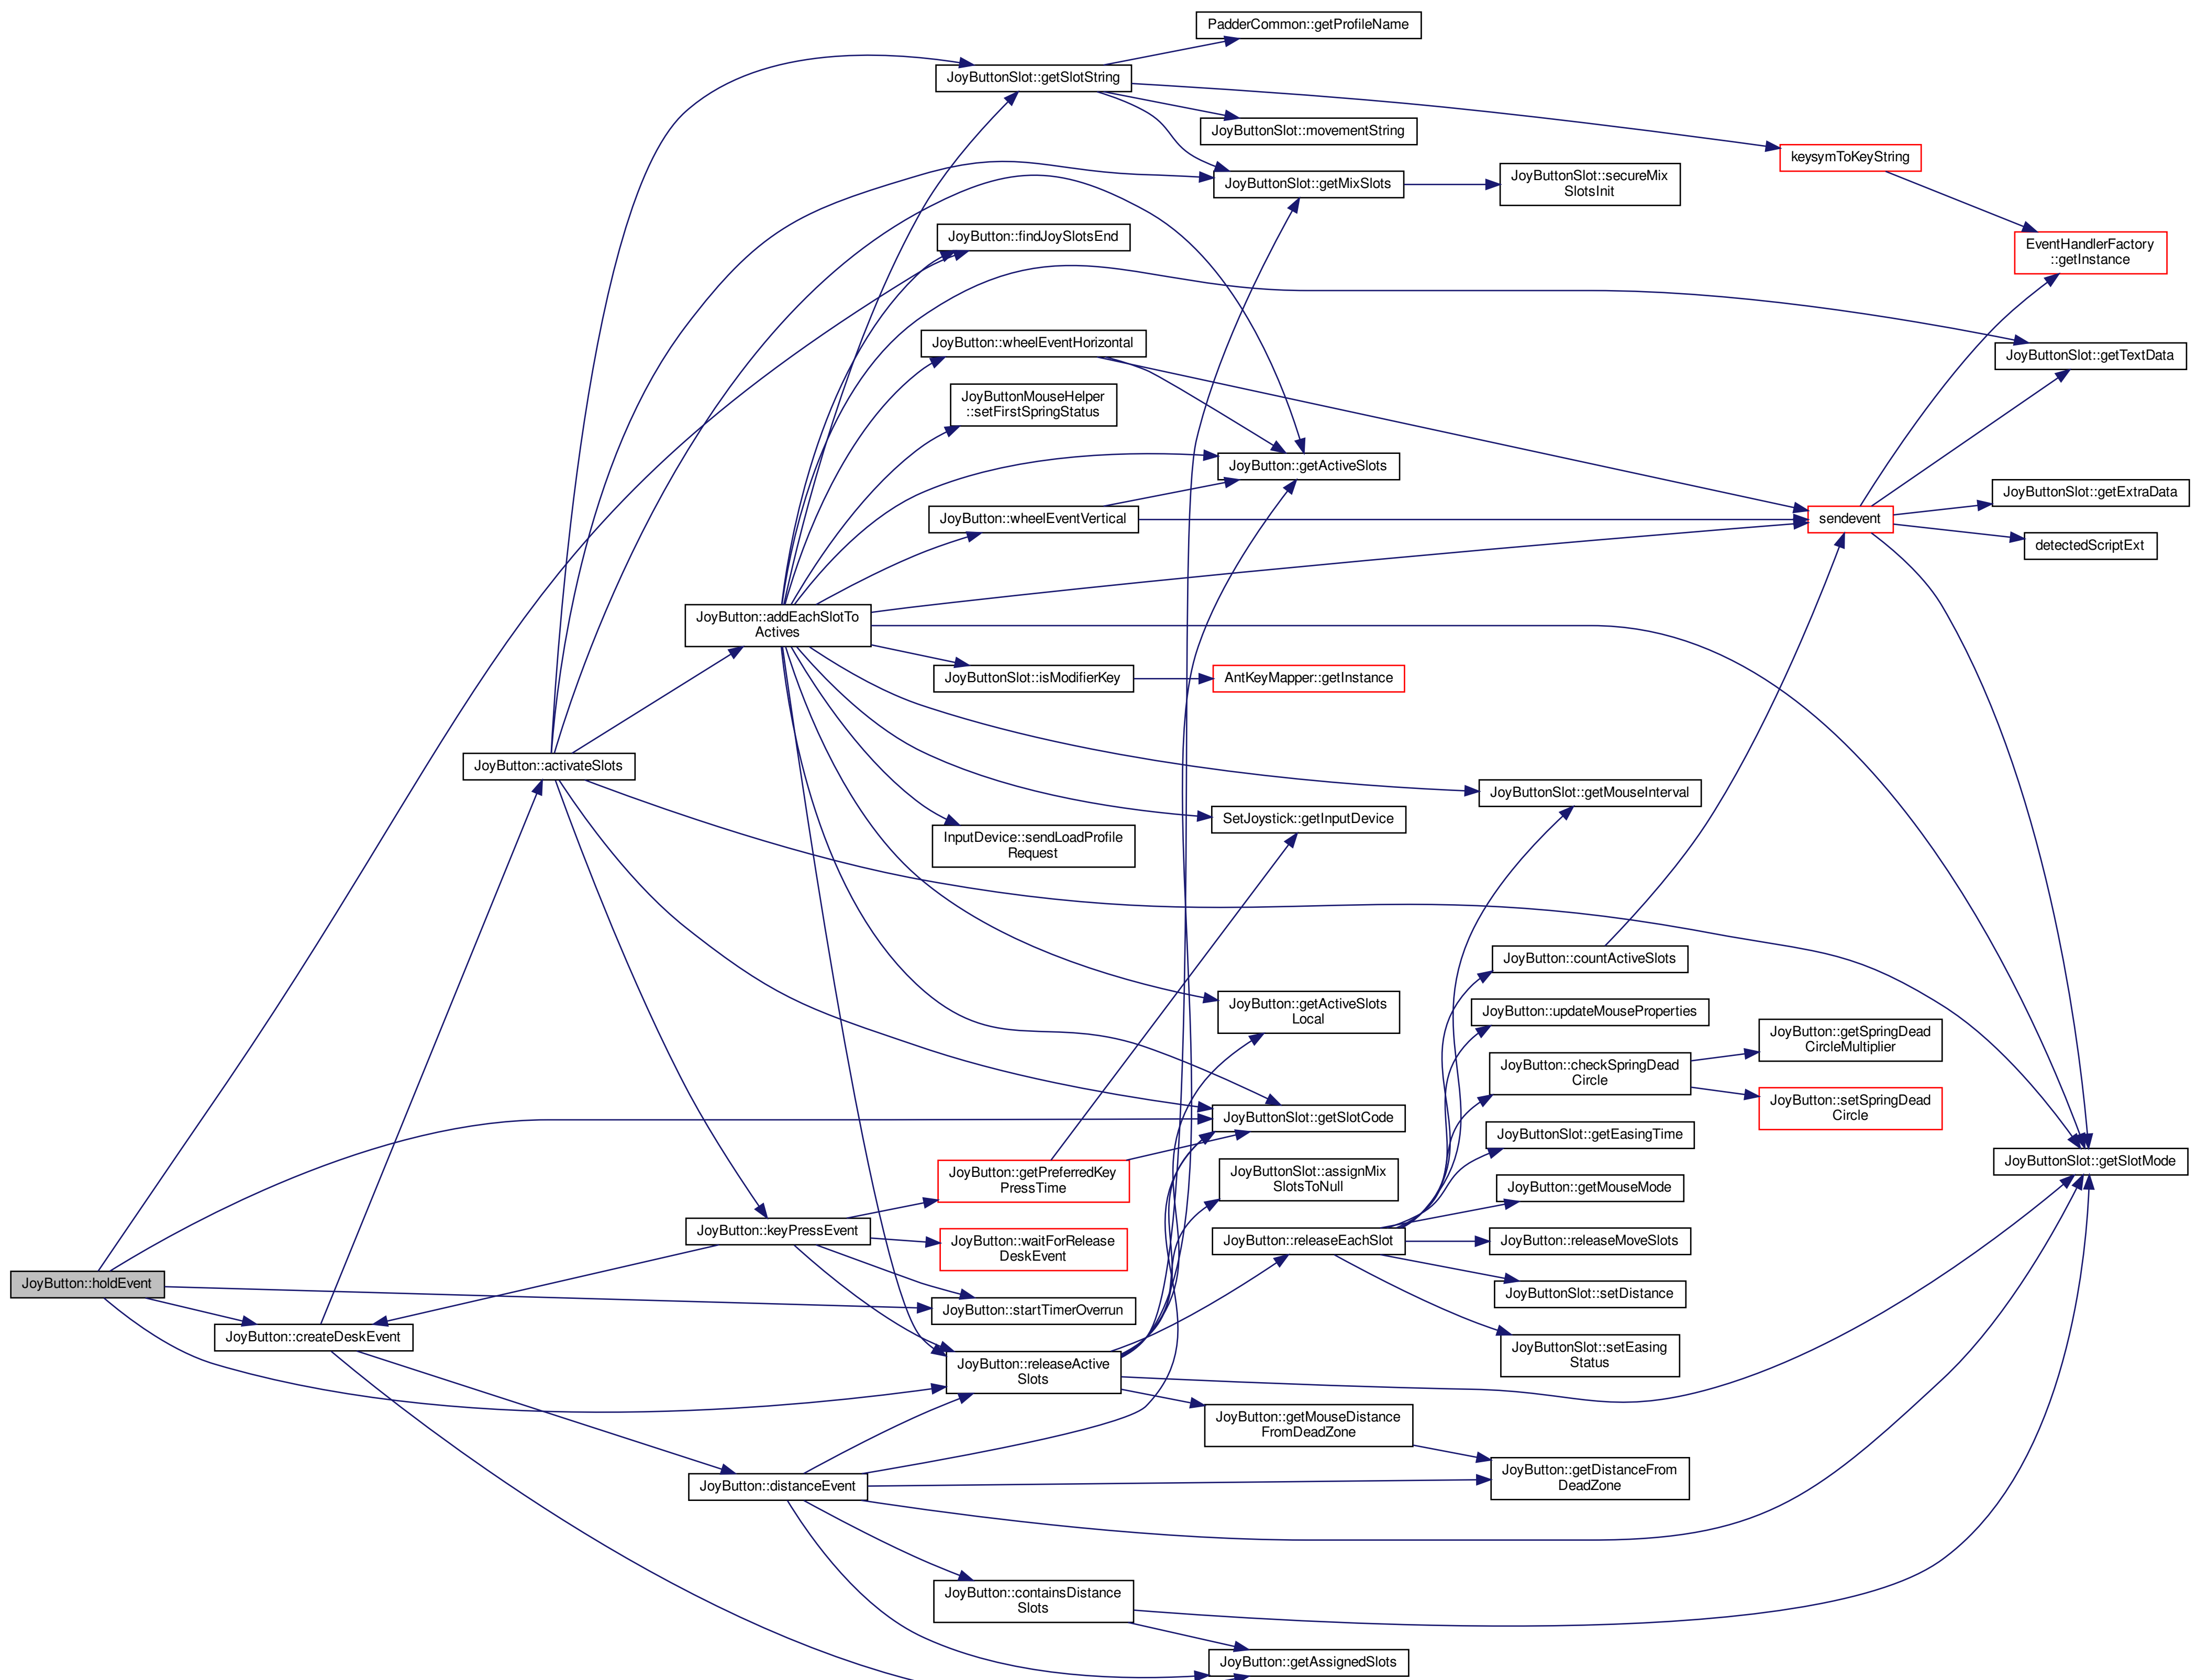 PadderCommon::getProfileName
JoyButtonSlot::getSlotString
JoyButtonSlot::movementString
keysymToKeyString
JoyButtonSlot::getMixSlots
JoyButtonSlot::secureMix
SlotsInit
JoyButton::findJoySlotsEnd
EventHandlerFactory
::getInstance
JoyButton::wheelEventHorizontal
JoyButtonSlot::getTextData
JoyButtonMouseHelper
::setFirstSpringStatus
JoyButton::getActiveSlots
JoyButtonSlot::getExtraData
JoyButton::wheelEventVertical
sendevent
detectedScriptExt
JoyButton::addEachSlotTo
Actives
JoyButtonSlot::isModifierKey
AntKeyMapper::getInstance
JoyButton::activateSlots
JoyButtonSlot::getMouseInterval
SetJoystick::getInputDevice
InputDevice::sendLoadProfile
Request
JoyButton::countActiveSlots
JoyButton::getActiveSlots
Local
JoyButton::updateMouseProperties
JoyButton::getSpringDead
CircleMultiplier
JoyButton::checkSpringDead
Circle
JoyButton::setSpringDead
Circle
JoyButtonSlot::getSlotCode
JoyButtonSlot::getEasingTime
JoyButtonSlot::getSlotMode
JoyButton::getPreferredKey
PressTime
JoyButtonSlot::assignMix
SlotsToNull
JoyButton::getMouseMode
JoyButton::keyPressEvent
JoyButton::waitForRelease
DeskEvent
JoyButton::releaseEachSlot
JoyButton::releaseMoveSlots
JoyButton::holdEvent
JoyButtonSlot::setDistance
JoyButton::startTimerOverrun
JoyButton::createDeskEvent
JoyButtonSlot::setEasing
Status
JoyButton::releaseActive
Slots
JoyButton::getMouseDistance
FromDeadZone
JoyButton::distanceEvent
JoyButton::getDistanceFrom
DeadZone
JoyButton::containsDistance
Slots
JoyButton::getAssignedSlots